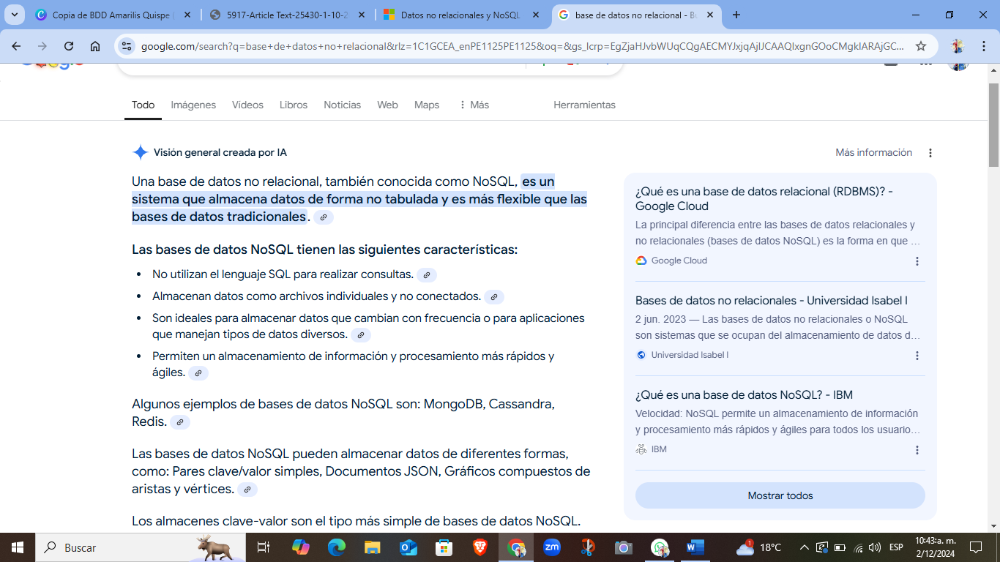 Copia de BDD Amarilis Quispe
5917-Article Text-25430-1-10-2
Datos no relacionales y NoSQL
base de datos no relacional - Bu
google.com/search?q=base+de+datos+no+relacional&rlz=1C1GCEA_enPE1125PE1125&oq=&gs_lcrp=EgZjaHJvbWUqCQgAECMYJxjqAjIJCAAQIxgnGOoCMgkIARAjGC...
Todo
Imágenes
Vídeos
Libros
Noticias
Web
Maps
Más
Herramientas
Visión general creada por IA
Más información
Una base de datos no relacional, también conocida como NoSQL, es un
sistema que almacena datos de forma no tabulada y es más flexible que las
bases de datos tradicionales.
Las bases de datos NoSQL tienen las siguientes características:
• No utilizan el lenguaje SQL para realizar consultas.
• Almacenan datos como archivos individuales y no conectados.
• Son ideales para almacenar datos que cambian con frecuencia o para aplicaciones
que manejan tipos de datos diversos.
• Permiten un almacenamiento de información y procesamiento más rápidos y
ágiles.
Algunos ejemplos de bases de datos NoSQL son: MongoDB, Cassandra,
Redis.
Las bases de datos NoSQL pueden almacenar datos de diferentes formas,
como: Pares clave/valor simples, Documentos JSON, Gráficos compuestos de
aristas y vértices.
Los almacenes clave-valor son el tipo más simple de bases de datos NoSQL.
¿Qué es una base de datos relacional (RDBMS)? -
Google Cloud
La principal diferencia entre las bases de datos relacionales y
no relacionales (bases de datos NoSQL) es la forma en que ...
Google Cloud
Bases de datos no relacionales - Universidad Isabel I
2 jun. 2023 — Las bases de datos no relacionales o NoSQL
son sistemas que se ocupan del almacenamiento de datos d...
Universidad Isabel I
¿Qué es una base de datos NoSQL? - IBM
Velocidad: NoSQL permite un almacenamiento de información
y procesamiento más rápidos y ágiles para todos los usuario...
IBM
Mostrar todos
Buscar
zm
18°C
ESP
10:43 a. m.
2/12/2024